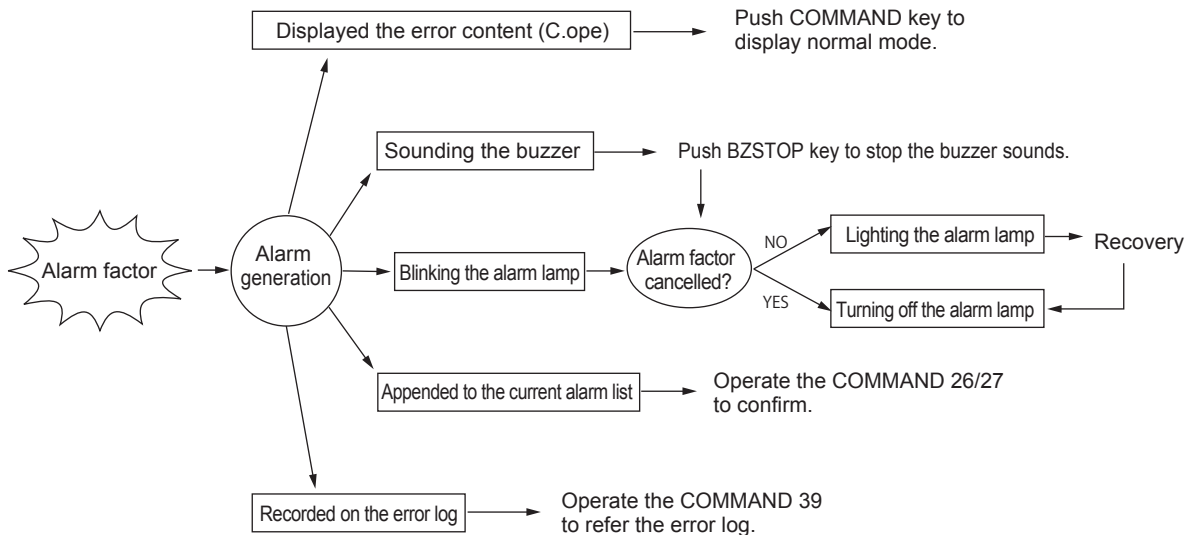 Displayed the error content (C.ope)
Push COMMAND key to
display normal mode.
Sounding the buzzer
Push BZSTOP key to stop the buzzer sounds.
Alarm factor
Alarm
generation
Blinking the alarm lamp
Alarm factor
cancelled?
NO
YES
Lighting the alarm lamp
Recovery
Turning off the alarm lamp
Appended to the current alarm list
Operate the COMMAND 26/27
to confirm.
Recorded on the error log
Operate the COMMAND 39
to refer the error log.